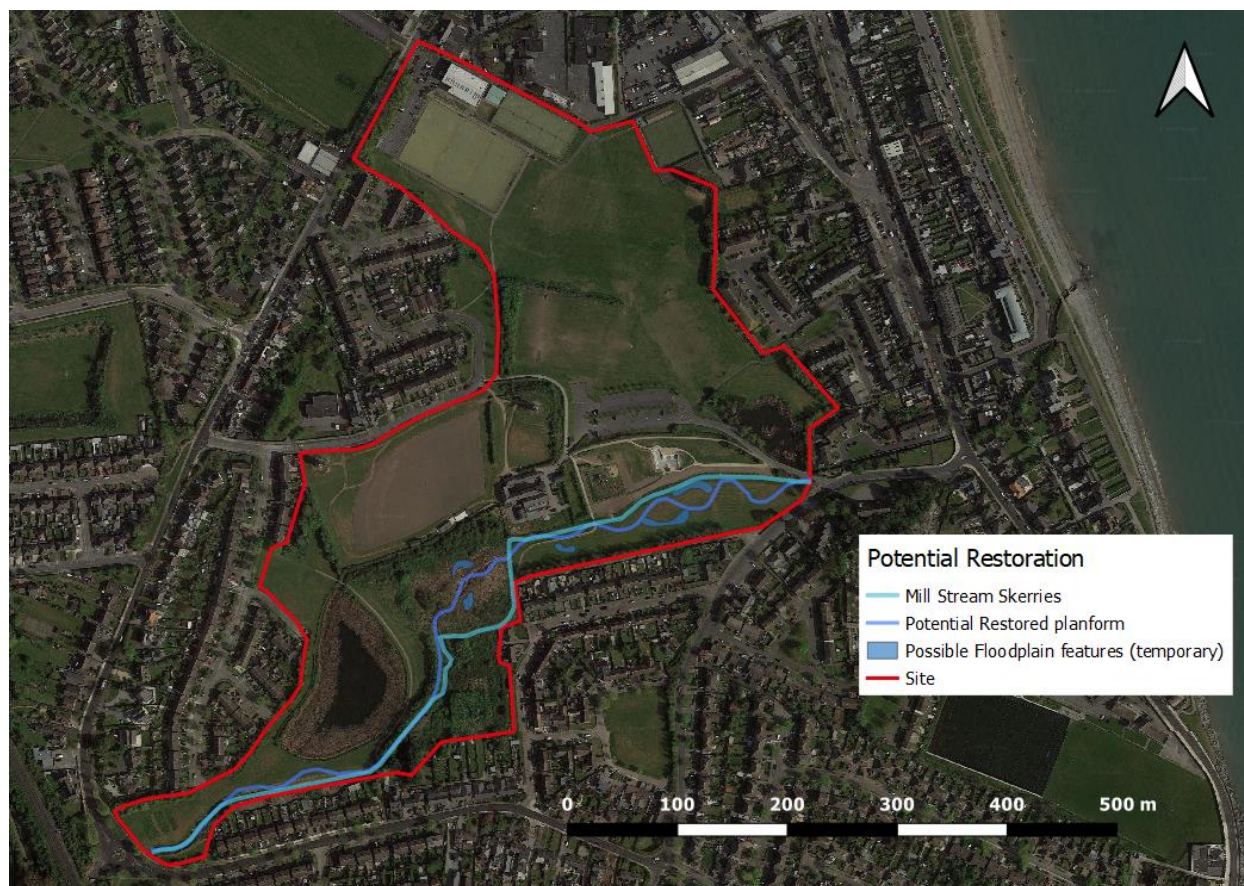 Potential Restoration
Mill Stream Skerries
Potential Restored planform
Possible Floodplain features (temporary)
Site
0 100 200 300 400 500 m